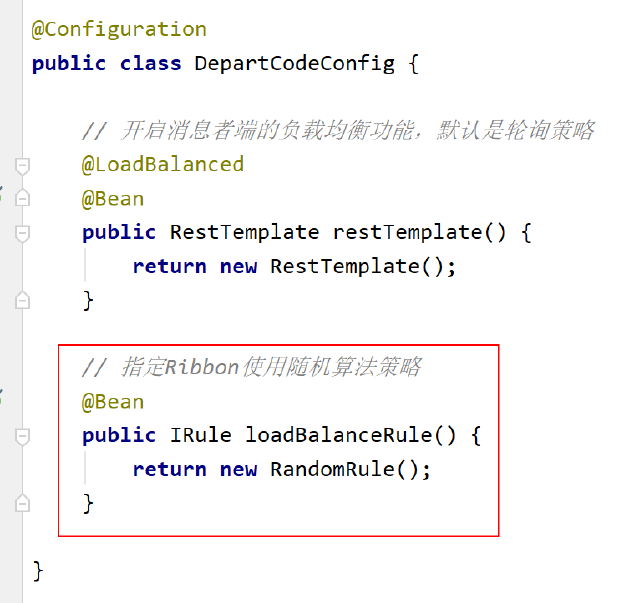 @Configuration
public class DepartCodeConfig {
// 开启消息者端的负载均衡功能，默认是轮询策略
@LoadBalanced
@Bean
public RestTemplate restTemplate() {
return new RestTemplate();
}
// 指定Ribbon使用随机算法策略
@Bean
public IRule loadBalanceRule() {
return new RandomRule();
}
}